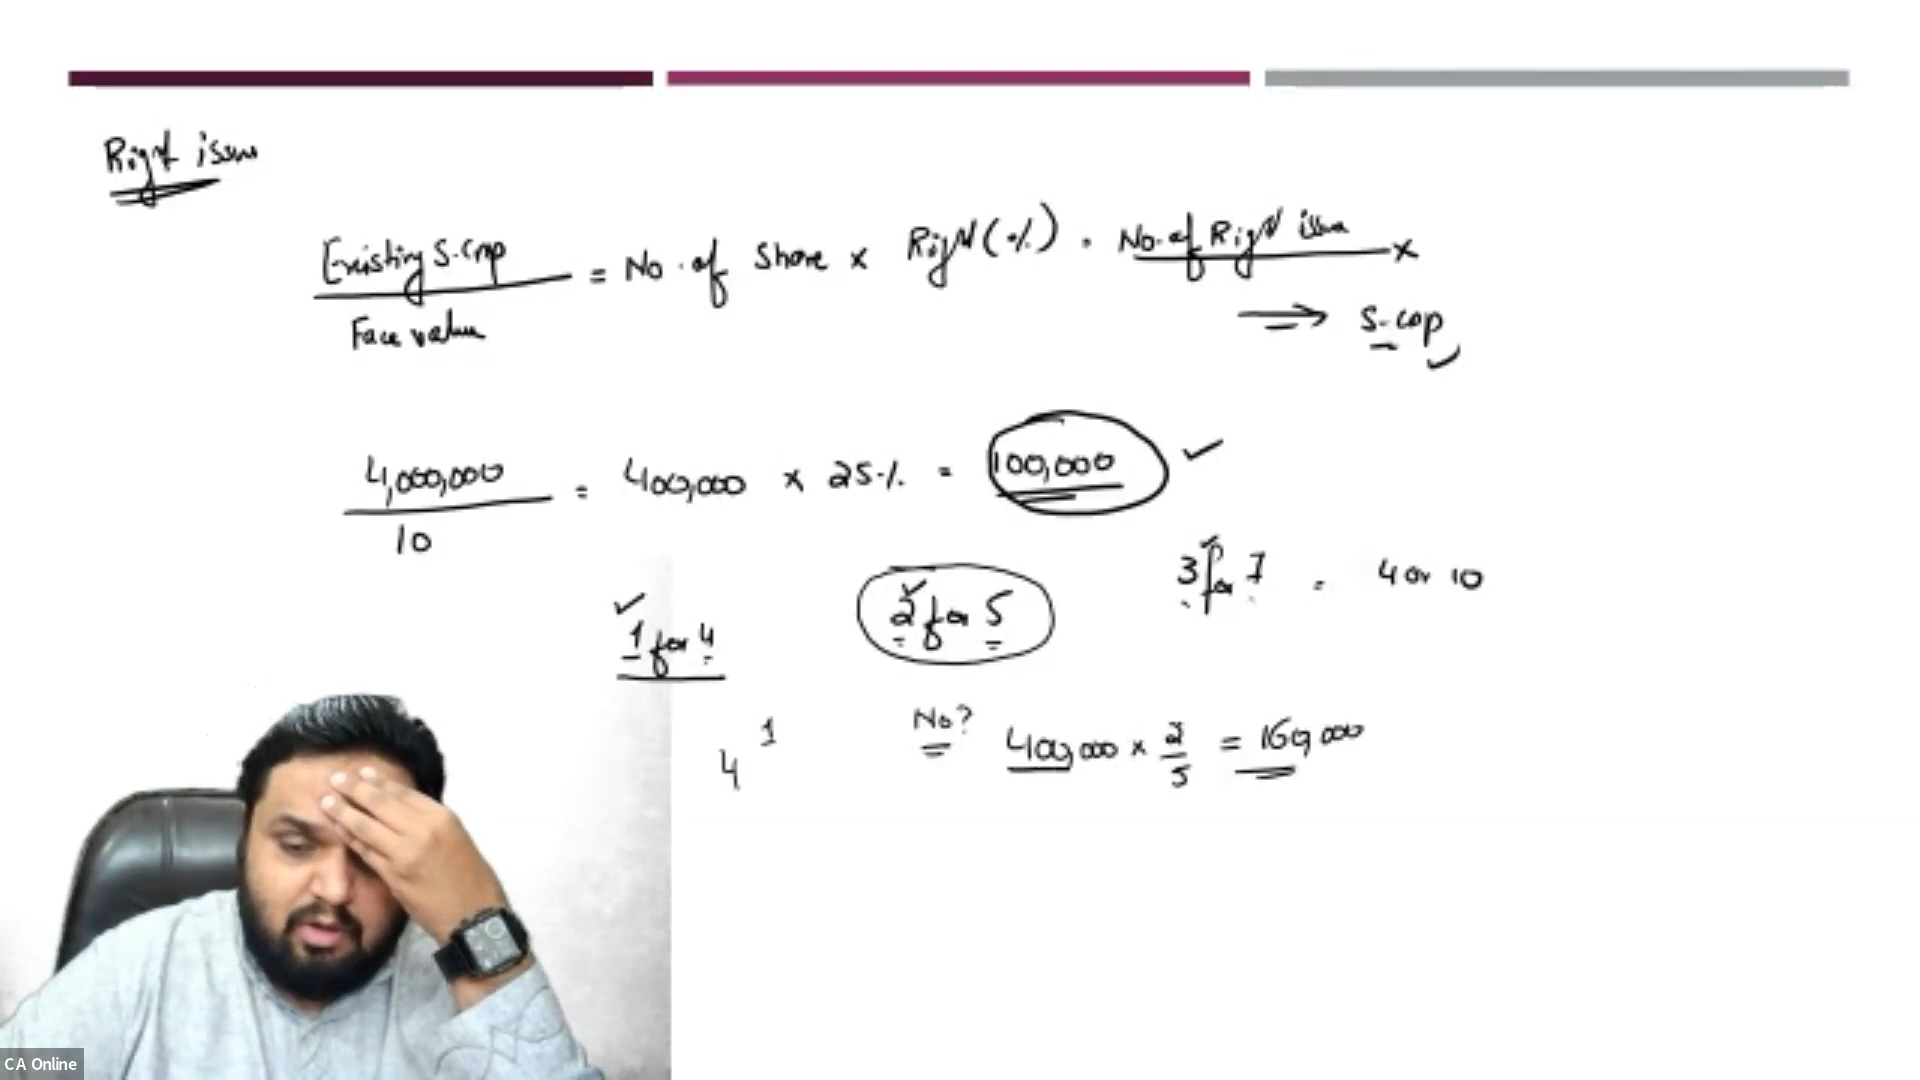 Right issue
Existing S.cap
Face value
= No. of Share × Right (%) = No. of Right issue ×
⇒ S-cap
4,000,000
10
= 400,000 × 25% = 100,000
3 for 7 = 4 or 10
1 for 4
2 for 5
4 1
No? 400,000 × 2/5 = 160,000
CA Online